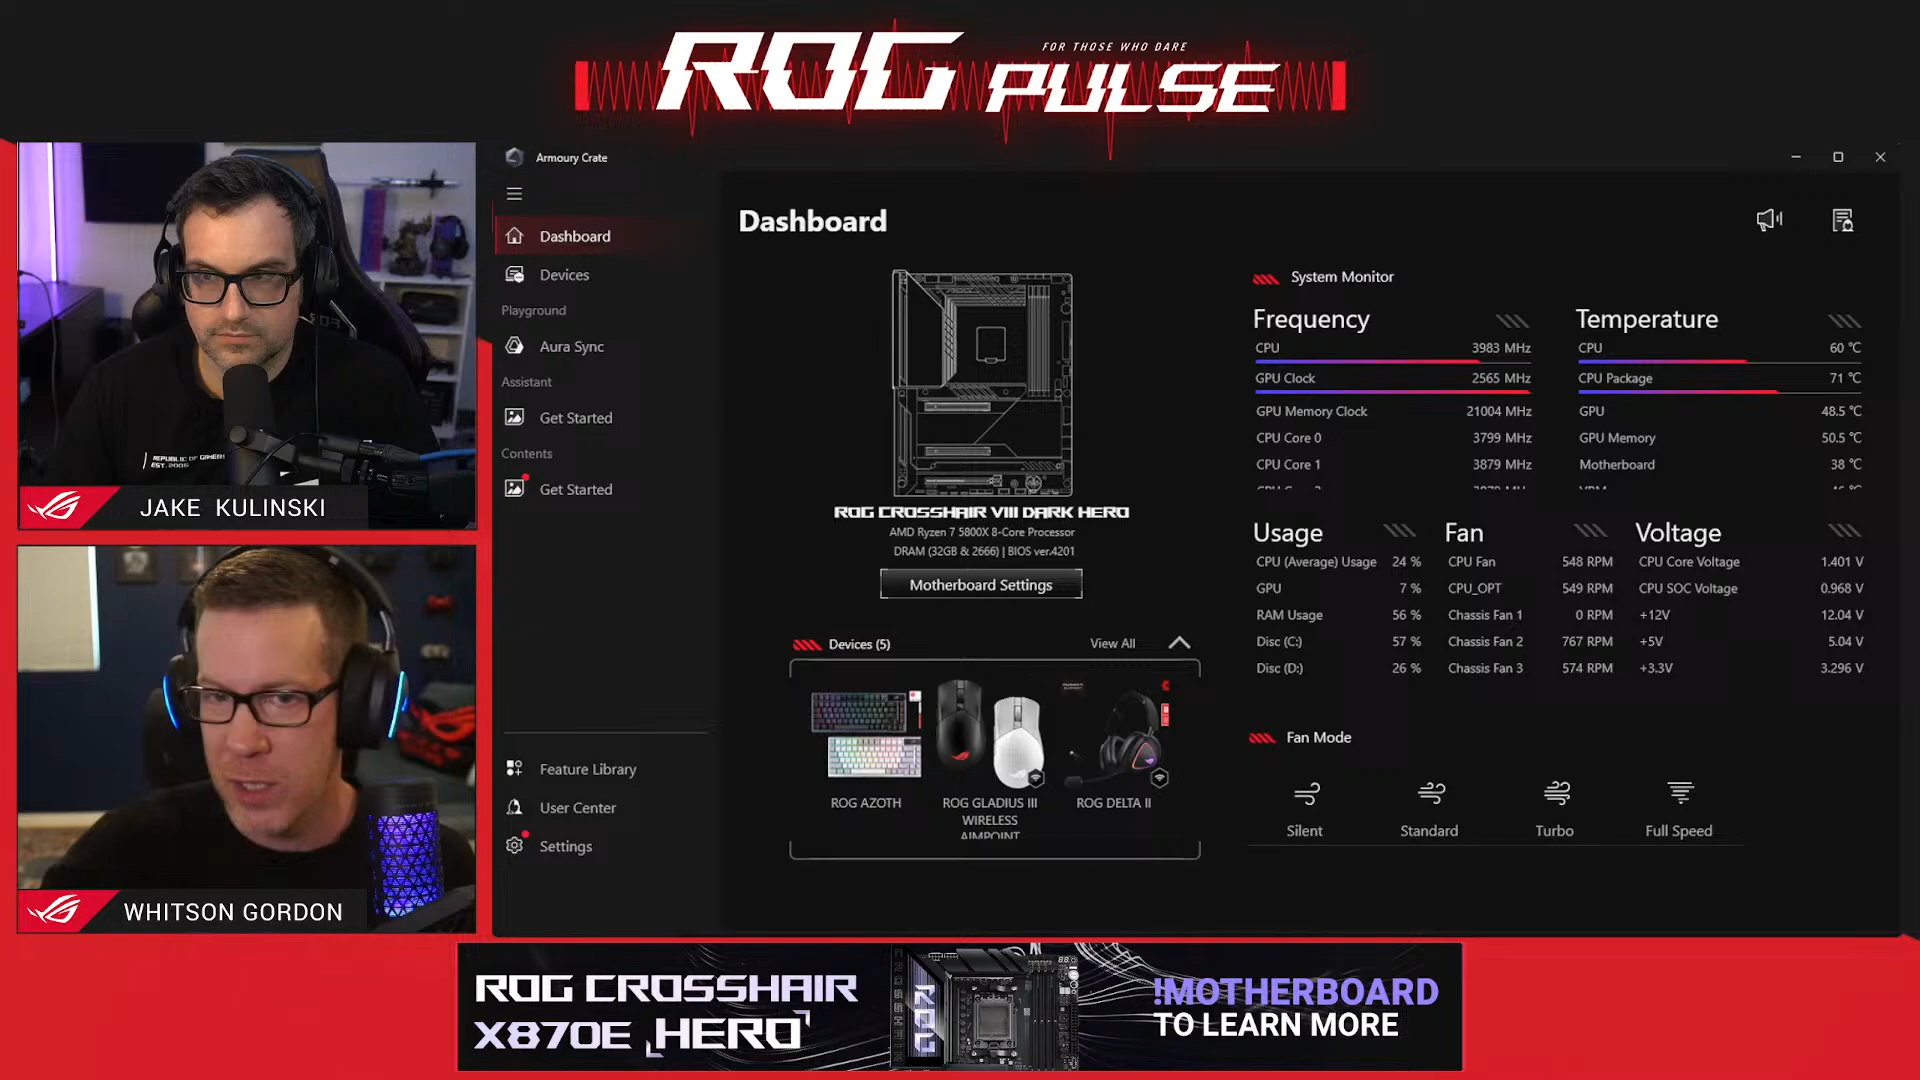 ROG PULSE
FOR THOSE WHO DARE
Armoury Crate
Dashboard
Devices
Playground
Aura Sync
Assistant
Get Started
Contents
Get Started
Feature Library
User Center
Settings
Dashboard
ROG CROSSHAIR VIII DARK HERO
AMD Ryzen 7 5800X 8-Core Processor
DRAM (32GB & 2666) | BIOS ver.4201
Motherboard Settings
Devices (5)
View All
ROG AZOTH
ROG GLADIUS III
WIRELESS
AIMPOINT
ROG DELTA II
System Monitor
Frequency
CPU 3983 MHz
GPU Clock 2565 MHz
GPU Memory Clock 21004 MHz
CPU Core 0 3799 MHz
CPU Core 1 3879 MHz
Temperature
CPU 60 °C
CPU Package 71 °C
GPU 48.5 °C
GPU Memory 50.5 °C
Motherboard 38 °C
Usage
CPU (Average) Usage 24 %
GPU 7 %
RAM Usage 56 %
Disc (C:) 57 %
Disc (D:) 26 %
Fan
CPU Fan 548 RPM
CPU_OPT 549 RPM
Chassis Fan 1 0 RPM
Chassis Fan 2 767 RPM
Chassis Fan 3 574 RPM
Voltage
CPU Core Voltage 1.401 V
CPU SOC Voltage 0.968 V
+12V 12.04 V
+5V 5.04 V
+3.3V 3.296 V
Fan Mode
Silent
Standard
Turbo
Full Speed
REPUBLIC OF GAMERS
EST. 2006
JAKE KULINSKI
WHITSON GORDON
ROG CROSSHAIR
X870E HERO
!MOTHERBOARD
TO LEARN MORE